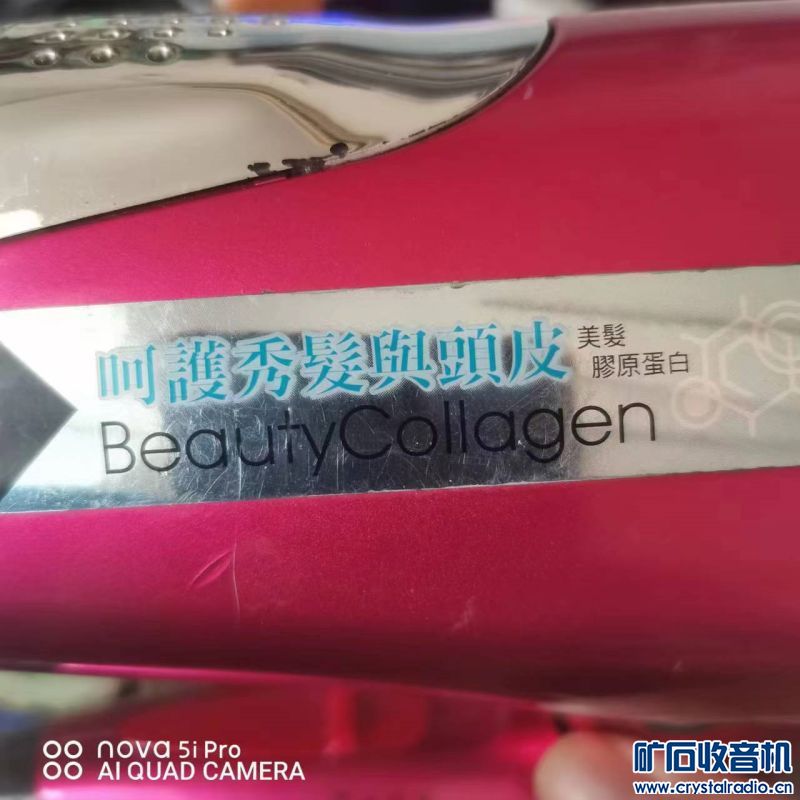 呵護秀髮與頭皮
美髮
膠原蛋白
BeautyCollagen
nova 5i Pro
AI QUAD CAMERA
矿石收音机
www.crystalradio.cn